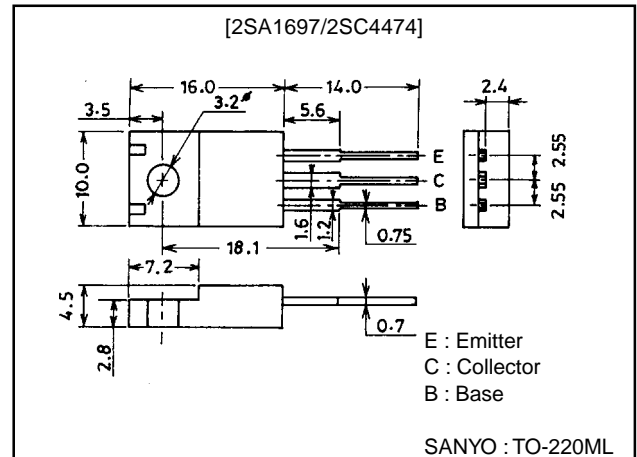 [2SA1697/2SC4474]
16.0
14.0
2.4
3.5
3.2ø
5.6
10.0
E
C
B
2.55
2.55
1.6
1.2
0.75
18.1
7.2
4.5
2.8
0.7
E : Emitter
C : Collector
B : Base
SANYO : TO-220ML